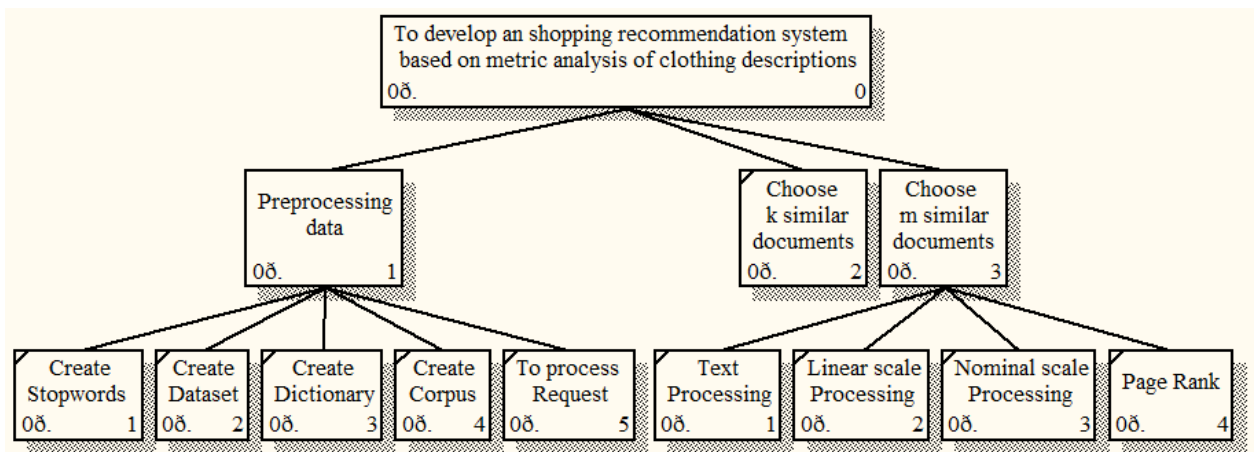 To develop an shopping recommendation system
based on metric analysis of clothing descriptions
0ð. 0
Preprocessing
data
0ð. 1
Choose
k similar
documents
0ð. 2
Choose
m similar
documents
0ð. 3
Create
Stopwords
0ð. 1
Create
Dataset
0ð. 2
Create
Dictionary
0ð. 3
Create
Corpus
0ð. 4
To process
Request
0ð. 5
Text
Processing
0ð. 1
Linear scale
Processing
0ð. 2
Nominal scale
Processing
0ð. 3
Page Rank
0ð. 4